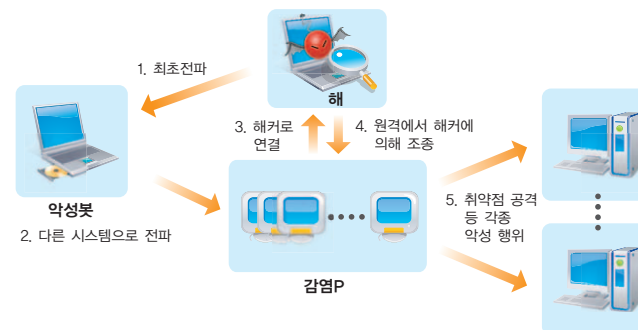 해
1. 최초전파
3. 해커로
연결
4. 원격에서 해커에
의해 조종
악성봇
2. 다른 시스템으로 전파
감염P
5. 취약점 공격
등 각종
악성 행위